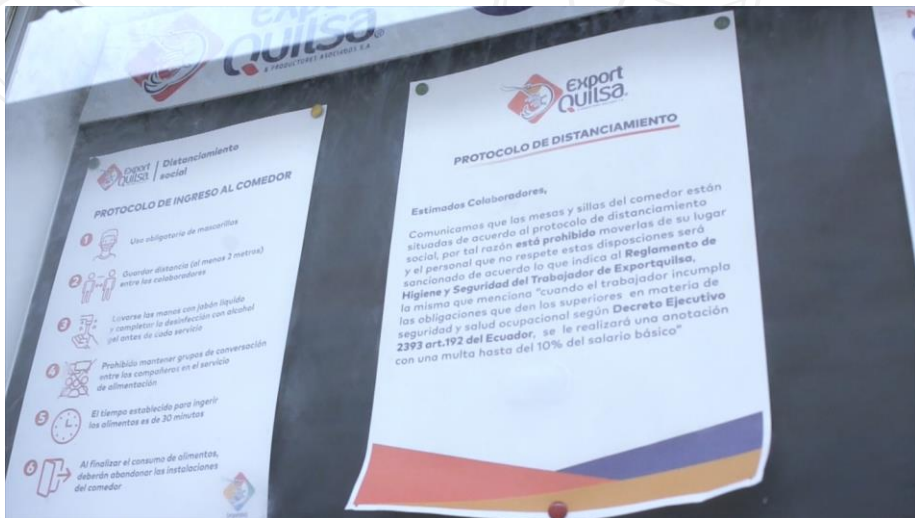 Export
Quilsa
& PRODUCTORES ASOCIADOS S.A.
Export
Quilsa
Distanciamiento
social
PROTOCOLO DE INGRESO AL COMEDOR
1
Uso obligatorio de mascarillas
2
Guardar distancia (al menos 2 metros)
entre los colaboradores
3
Lavarse las manos con jabón líquido
y completar la desinfección con alcohol
gel antes de cada servicio
4
Prohibido mantener grupos de conversación
entre los compañeros en el servicio
de alimentación
5
El tiempo establecido para ingerir
los alimentos es de 30 minutos
6
Al finalizar el consumo de alimentos,
deberán abandonar las instalaciones
del comedor
Export
Quilsa
PROTOCOLO DE DISTANCIAMIENTO
Estimados Colaboradores,
Comunicamos que las mesas y sillas del comedor están
situadas de acuerdo al protocolo de distanciamiento
social, por tal razón está prohibido moverlas de su lugar
y el personal que no respete estas disposciones será
sancionado de acuerdo lo que indica al Reglamento de
Higiene y Seguridad del Trabajador de Exportquilsa,
la misma que menciona "cuando el trabajador incumpla
las obligaciones que den los superiores en materia de
seguridad y salud ocupacional según Decreto Ejecutivo
2393 art.192 del Ecuador, se le realizará una anotación
con una multa hasta del 10% del salario básico"